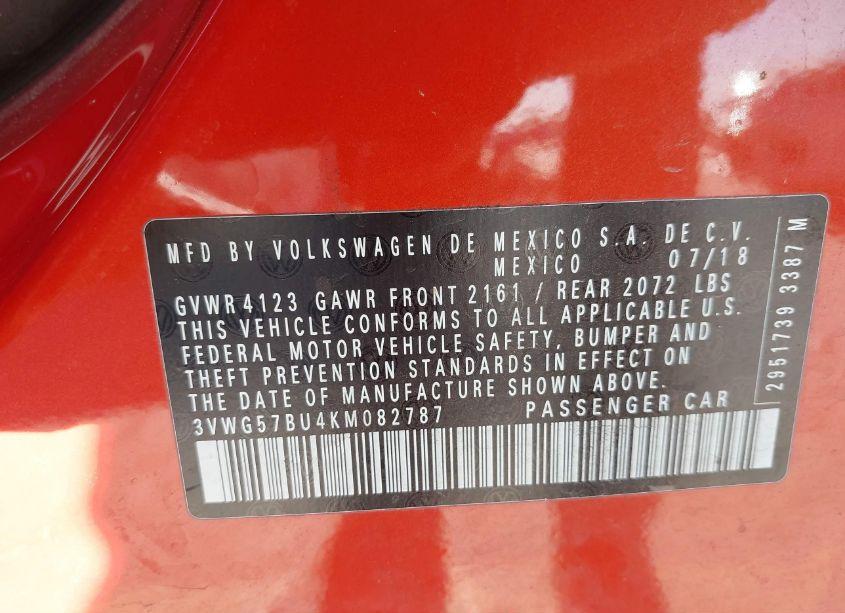 MFD BY VOLKSWAGEN DE MEXICO S.A. DE C.V.
MEXICO 07/18
GVWR 4123 GAWR FRONT 2161 / REAR 2072 LBS
THIS VEHICLE CONFORMS TO ALL APPLICABLE U.S.
FEDERAL MOTOR VEHICLE SAFETY, BUMPER AND
THEFT PREVENTION STANDARDS IN EFFECT ON
THE DATE OF MANUFACTURE SHOWN ABOVE.
3VWG57BU4KM082787 PASSENGER CAR
2951739 3387 M